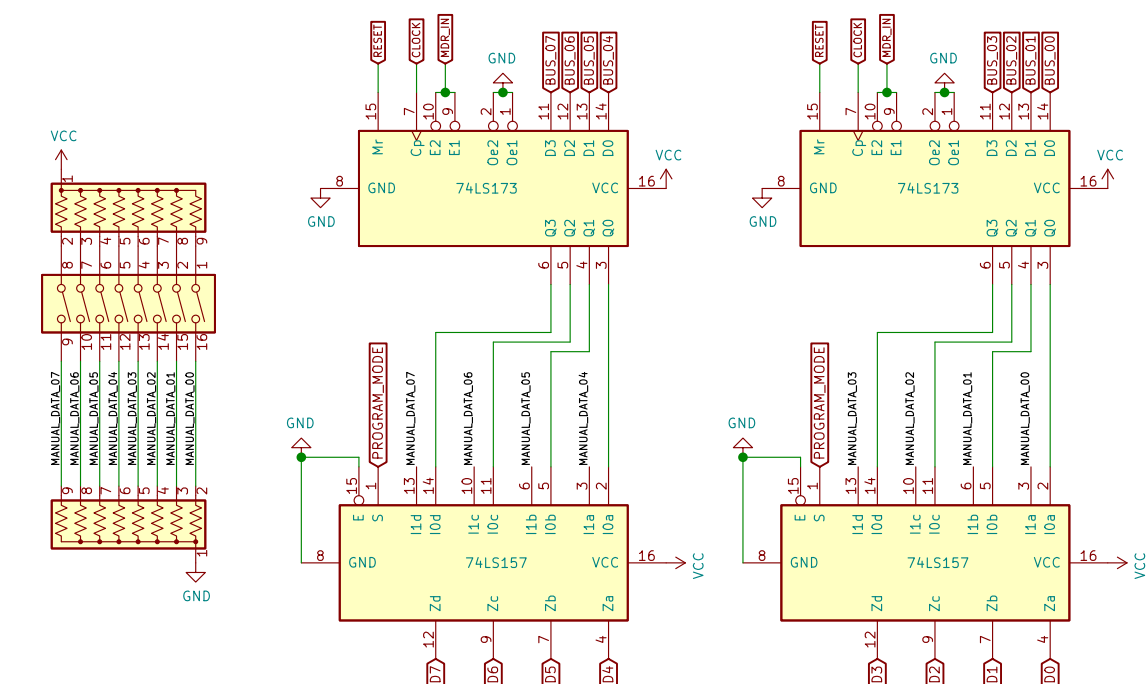 VCC
1
2 3 4 5 6 7 8 9
8 7 6 5 4 3 2 1
9 10 11 12 13 14 15 16
MANUAL_DATA_07
MANUAL_DATA_06
MANUAL_DATA_05
MANUAL_DATA_04
MANUAL_DATA_03
MANUAL_DATA_02
MANUAL_DATA_01
MANUAL_DATA_00
9 8 7 6 5 4 3 2
1
GND
RESET
CLOCK
MDR_IN
GND
BUS_07
BUS_06
BUS_05
BUS_04
15 7 10 9 2 1 11 12 13 14
Mr Cp E2 E1 Oe2 Oe1 D3 D2 D1 D0
8 GND 74LS173 VCC 16
GND
VCC
Q3 Q2 Q1 Q0
6 5 4 3
PROGRAM_MODE
MANUAL_DATA_07
MANUAL_DATA_06
MANUAL_DATA_05
MANUAL_DATA_04
GND
15 1 13 14 10 11 6 5 3 2
E S I1d I0d I1c I0c I1b I0b I1a I0a
8 GND 74LS157 VCC 16
VCC
Zd Zc Zb Za
12 9 7 4
D7 D6 D5 D4
RESET
CLOCK
MDR_IN
GND
BUS_03
BUS_02
BUS_01
BUS_00
15 7 10 9 2 1 11 12 13 14
Mr Cp E2 E1 Oe2 Oe1 D3 D2 D1 D0
8 GND 74LS173 VCC 16
GND
VCC
Q3 Q2 Q1 Q0
6 5 4 3
PROGRAM_MODE
MANUAL_DATA_03
MANUAL_DATA_02
MANUAL_DATA_01
MANUAL_DATA_00
GND
15 1 13 14 10 11 6 5 3 2
E S I1d I0d I1c I0c I1b I0b I1a I0a
8 GND 74LS157 VCC 16
VCC
Zd Zc Zb Za
12 9 7 4
D3 D2 D1 D0